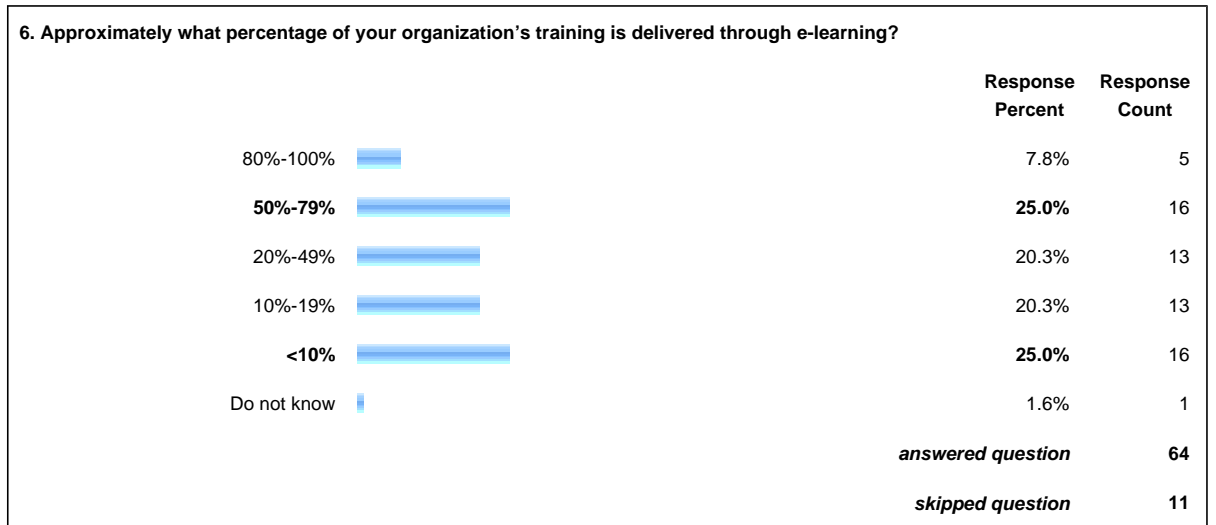 6. Approximately what percentage of your organization’s training is delivered through e-learning?
Response Response
Percent Count
80%-100% 7.8% 5
50%-79% 25.0% 16
20%-49% 20.3% 13
10%-19% 20.3% 13
<10% 25.0% 16
Do not know 1.6% 1
answered question 64
skipped question 11